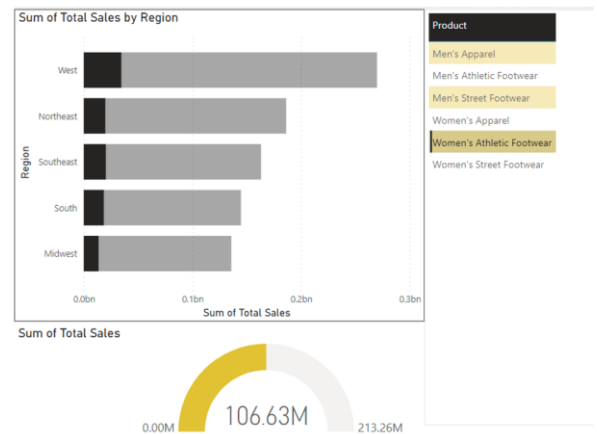 Sum of Total Sales by Region
West
Northeast
Southeast
South
Midwest
Region
0.0bn 0.1bn 0.2bn 0.3bn
Sum of Total Sales
Product
Men's Apparel
Men's Athletic Footwear
Men's Street Footwear
Women's Apparel
Women's Athletic Footwear
Women's Street Footwear
Sum of Total Sales
106.63M
0.00M 213.26M